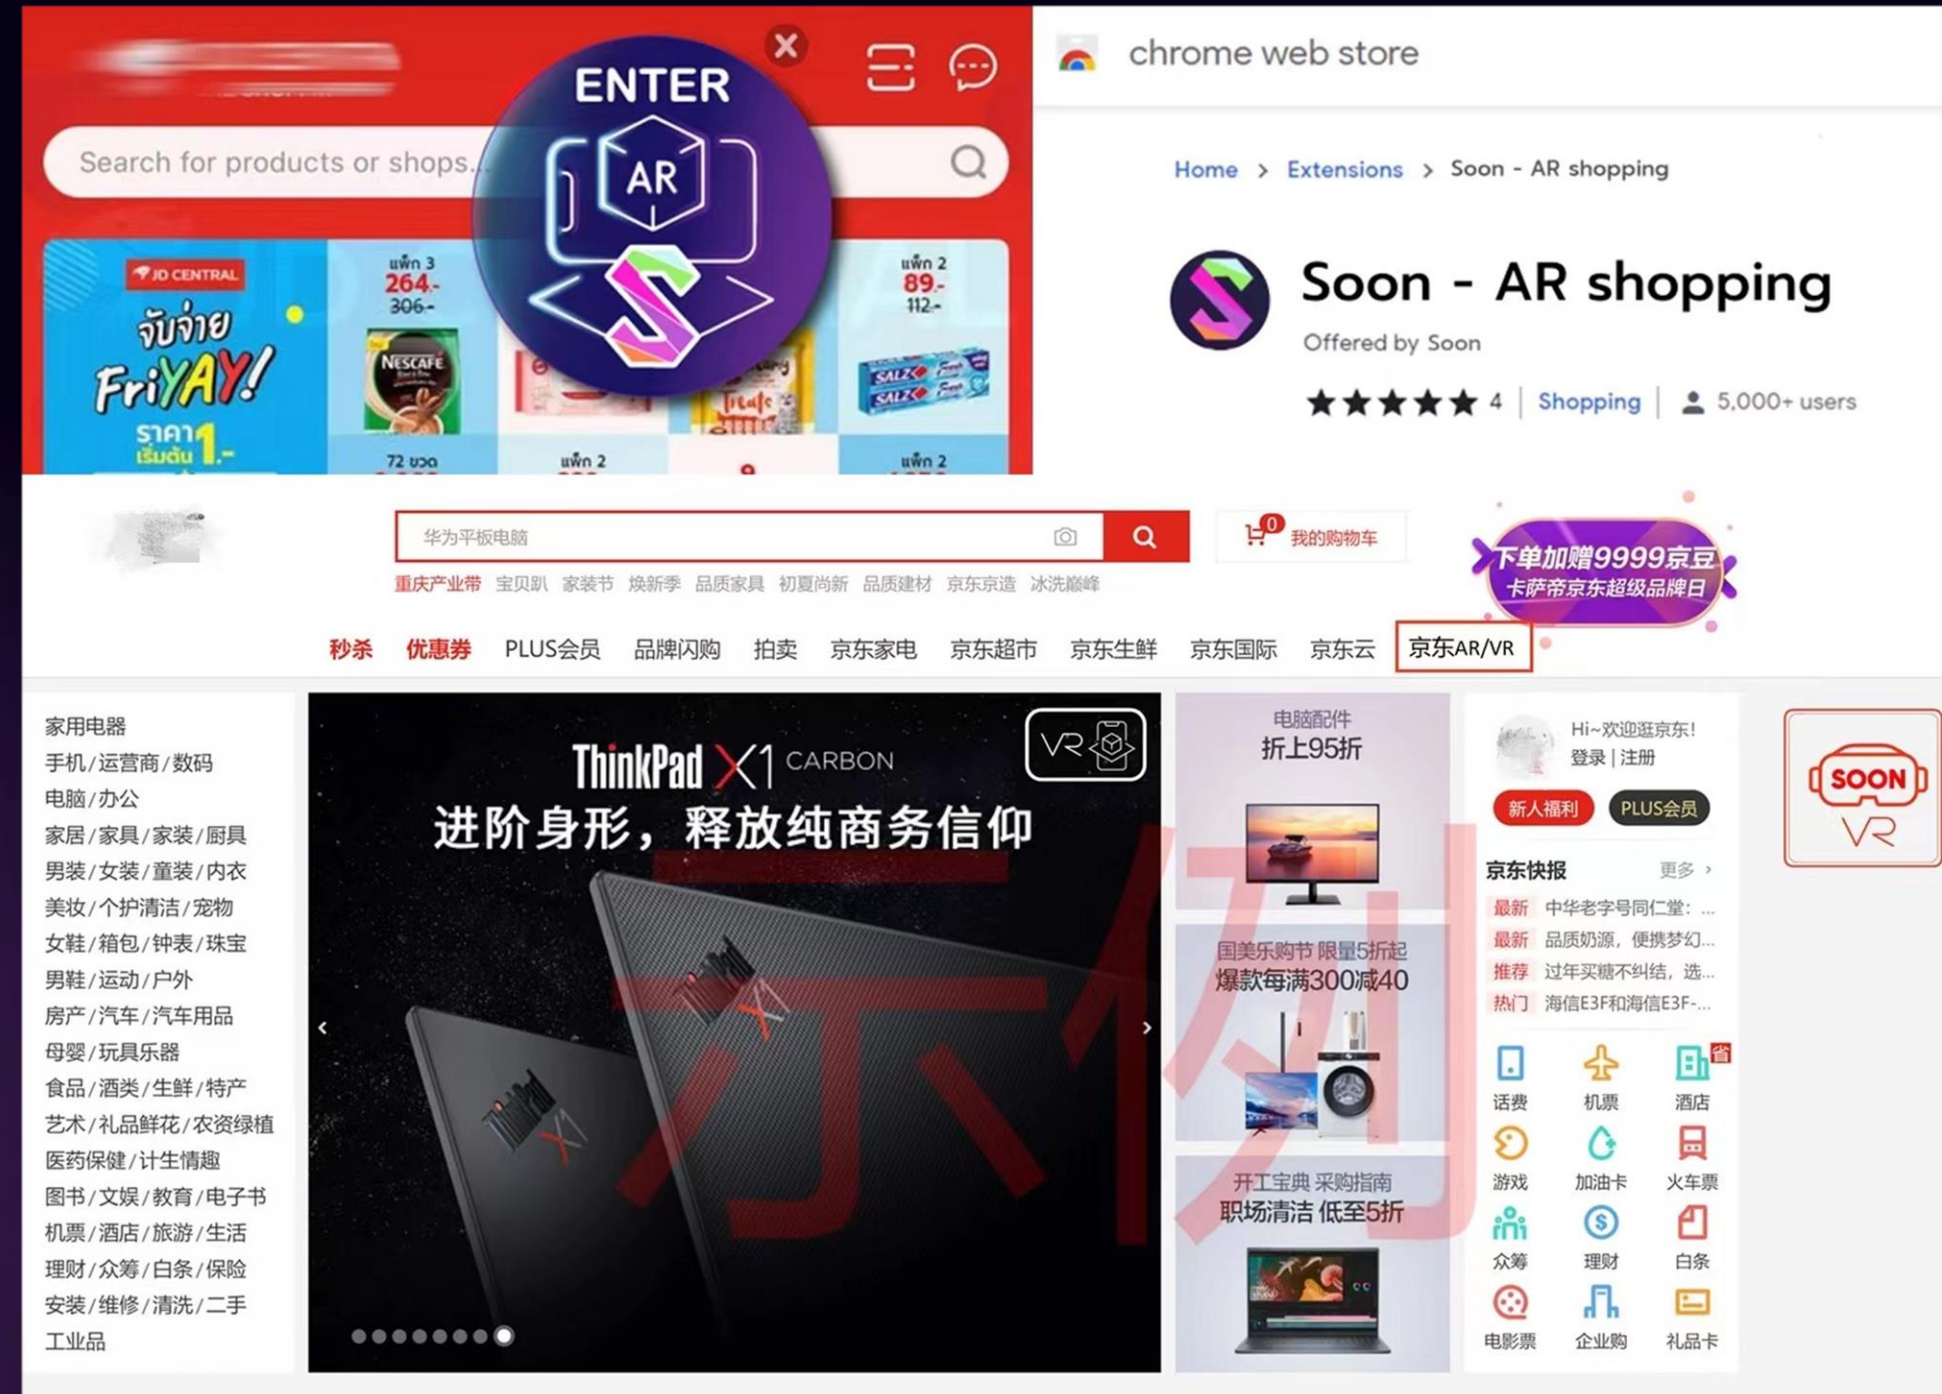 ENTER
AR
Search for products or shops...
JD CENTRAL
จับจ่าย
FriYAY!
ราคา
เริ่มต้น 1.-
แพ็ก 3
264.-
306.-
NESCAFÉ
72 ขวด
แพ็ก 2
Treats
แพ็ก 2
89.-
112.-
SALZ Fresh
SALZ Fresh
แพ็ก 2
chrome web store
Home > Extensions > Soon - AR shopping
Soon - AR shopping
Offered by Soon
4 | Shopping | 5,000+ users
华为平板电脑
0 我的购物车
重庆产业带 宝贝趴 家装节 焕新季 品质家具 初夏尚新 品质建材 京东京造 冰洗巅峰
下单加赠9999京豆
卡萨帝京东超级品牌日
秒杀 优惠券 PLUS会员 品牌闪购 拍卖 京东家电 京东超市 京东生鲜 京东国际 京东云 京东AR/VR
家用电器
手机/运营商/数码
电脑/办公
家居/家具/家装/厨具
男装/女装/童装/内衣
美妆/个护清洁/宠物
女鞋/箱包/钟表/珠宝
男鞋/运动/户外
房产/汽车/汽车用品
母婴/玩具乐器
食品/酒类/生鲜/特产
艺术/礼品鲜花/农资绿植
医药保健/计生情趣
图书/文娱/教育/电子书
机票/酒店/旅游/生活
理财/众筹/白条/保险
安装/维修/清洗/二手
工业品
ThinkPad X1 CARBON
VR
进阶身形，释放纯商务信仰
ThinkPad X1
ThinkPad X1
示例
电脑配件
折上95折
国美乐购节 限量5折起
爆款每满300减40
开工宝典 采购指南
职场清洁 低至5折
Hi~欢迎逛京东!
登录 | 注册
新人福利 PLUS会员
京东快报 更多 >
最新 中华老字号同仁堂：...
最新 品质奶源，便携梦幻...
推荐 过年买糖不纠结，选...
热门 海信E3F和海信E3F-...
省
话费 机票 酒店
游戏 加油卡 火车票
众筹 理财 白条
电影票 企业购 礼品卡
SOON
VR